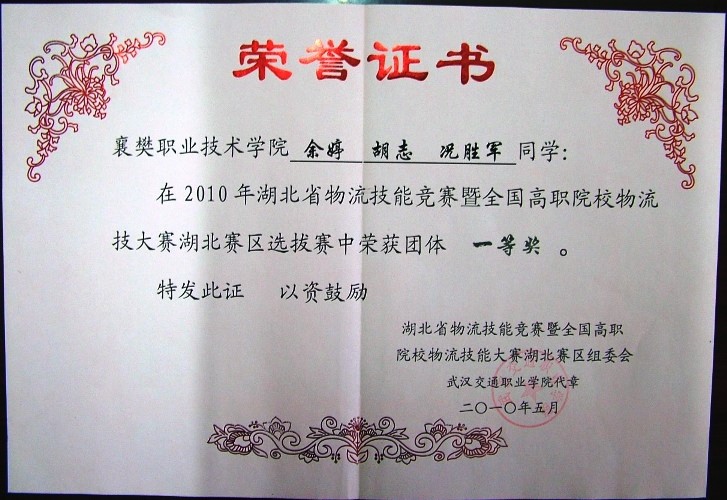 荣誉证书
襄樊职业技术学院 余婷 胡志 况胜军 同学：
在2010年湖北省物流技能竞赛暨全国高职院校物流
技大赛湖北赛区选拔赛中荣获团体 一等奖 。
特发此证 以资鼓励
湖北省物流技能竞赛暨全国高职
院校物流技能大赛湖北赛区组委会
武汉交通职业学院代章
二〇一〇年五月